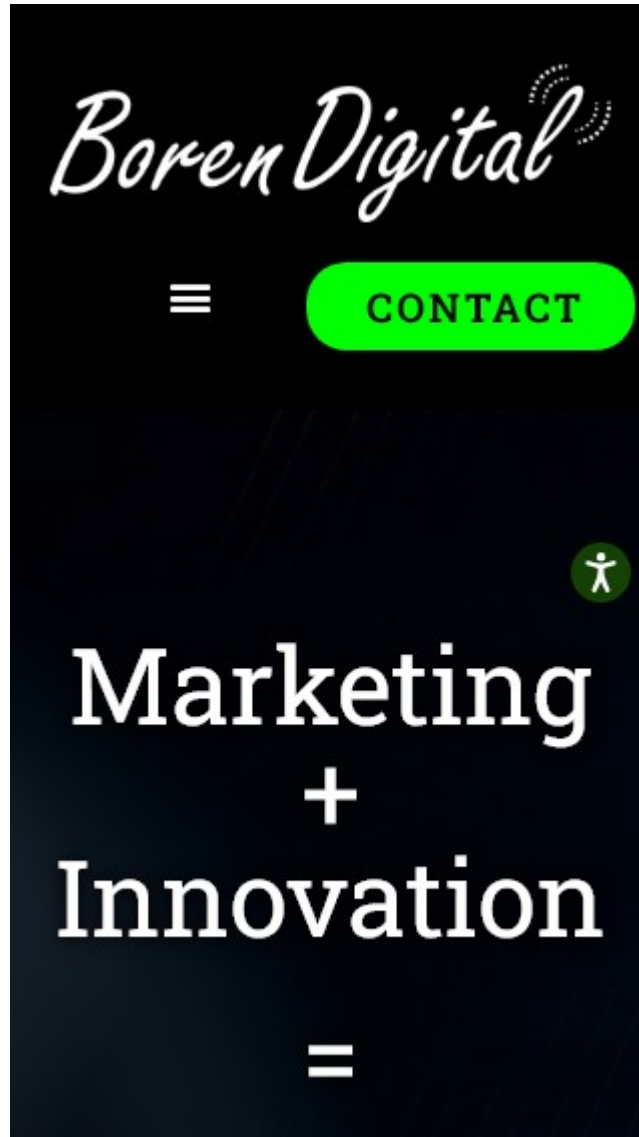 Boren Digital
CONTACT
Marketing
+
Innovation
=